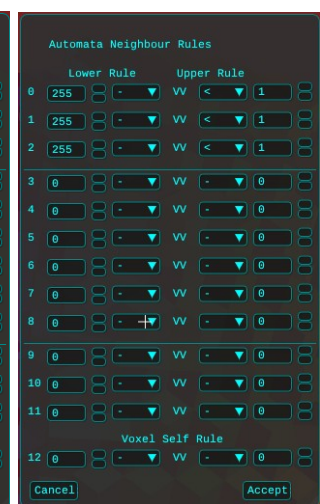 Automata Neighbour Rules
Lower Rule Upper Rule
0 255 - VV < 1
1 255 - VV < 1
2 255 - VV < 1
3 0 - VV - 0
4 0 - VV - 0
5 0 - VV - 0
6 0 - VV - 0
7 0 - VV - 0
8 0 - VV - 0
9 0 - VV - 0
10 0 - VV - 0
11 0 - VV - 0
Voxel Self Rule
12 0 - VV - 0
Cancel Accept